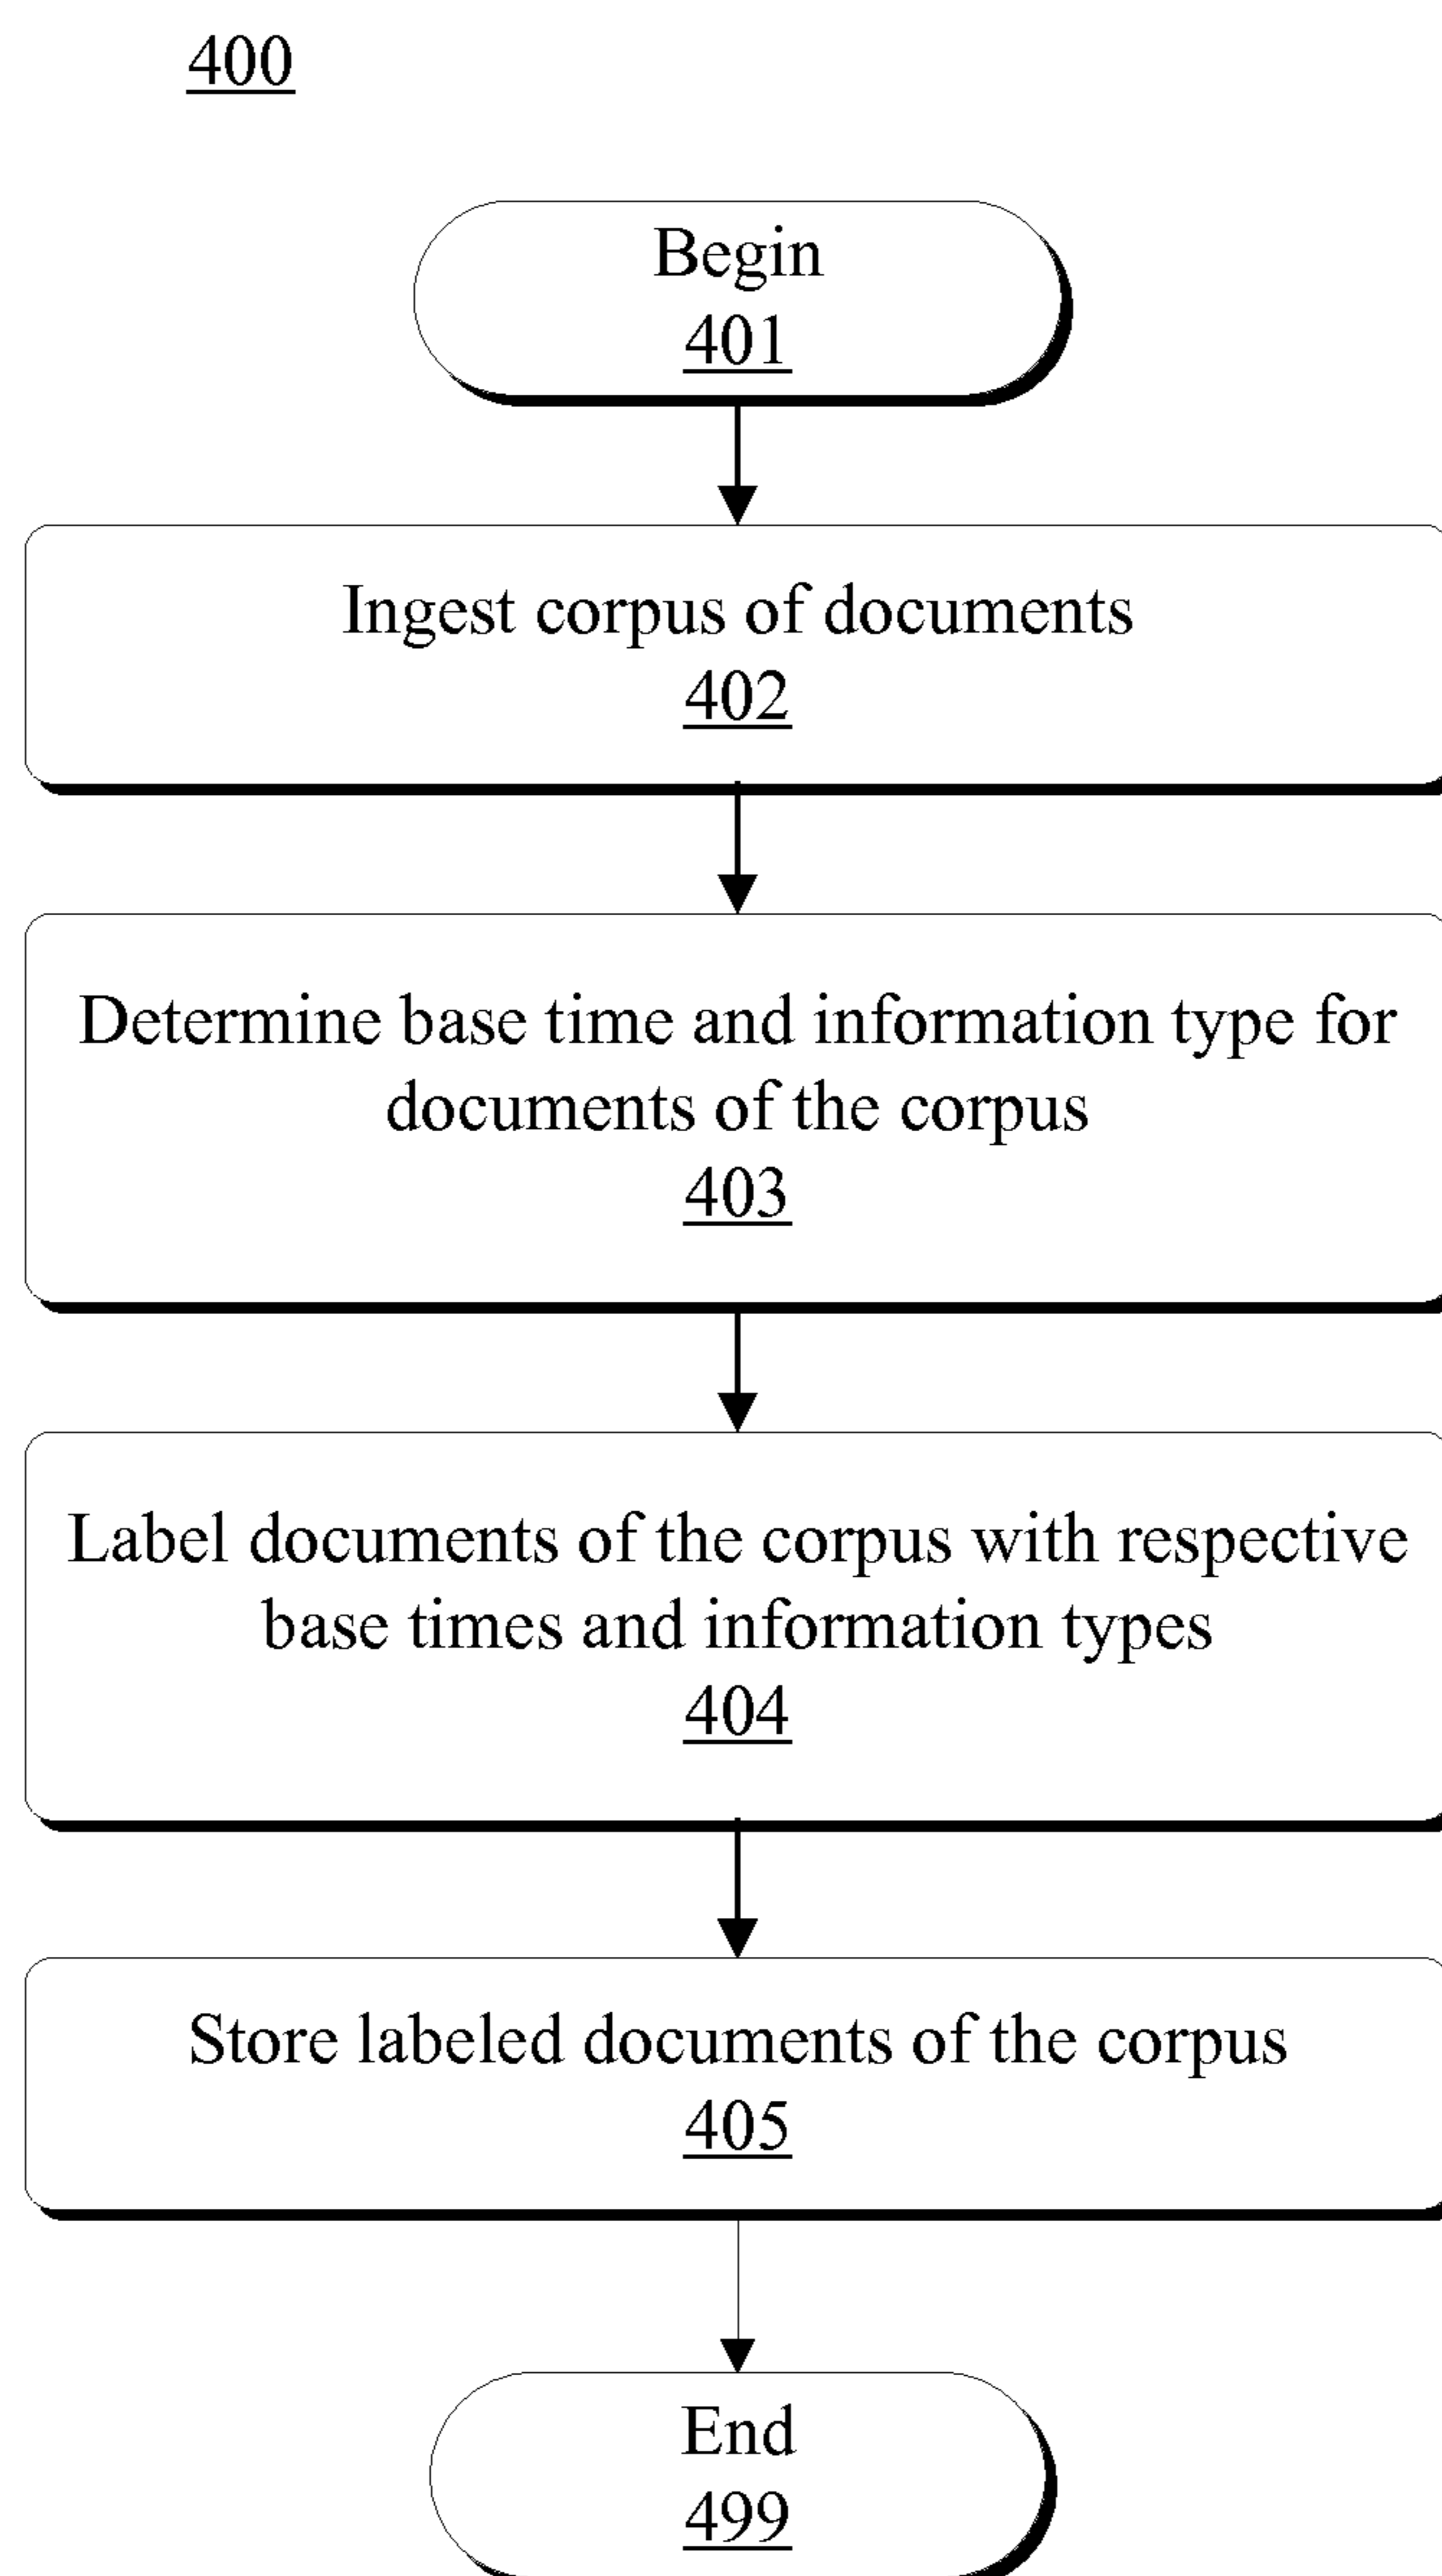 400
Begin
401
Ingest corpus of documents
402
Determine base time and information type for
documents of the corpus
403
Label documents of the corpus with respective
base times and information types
404
Store labeled documents of the corpus
405
End
499